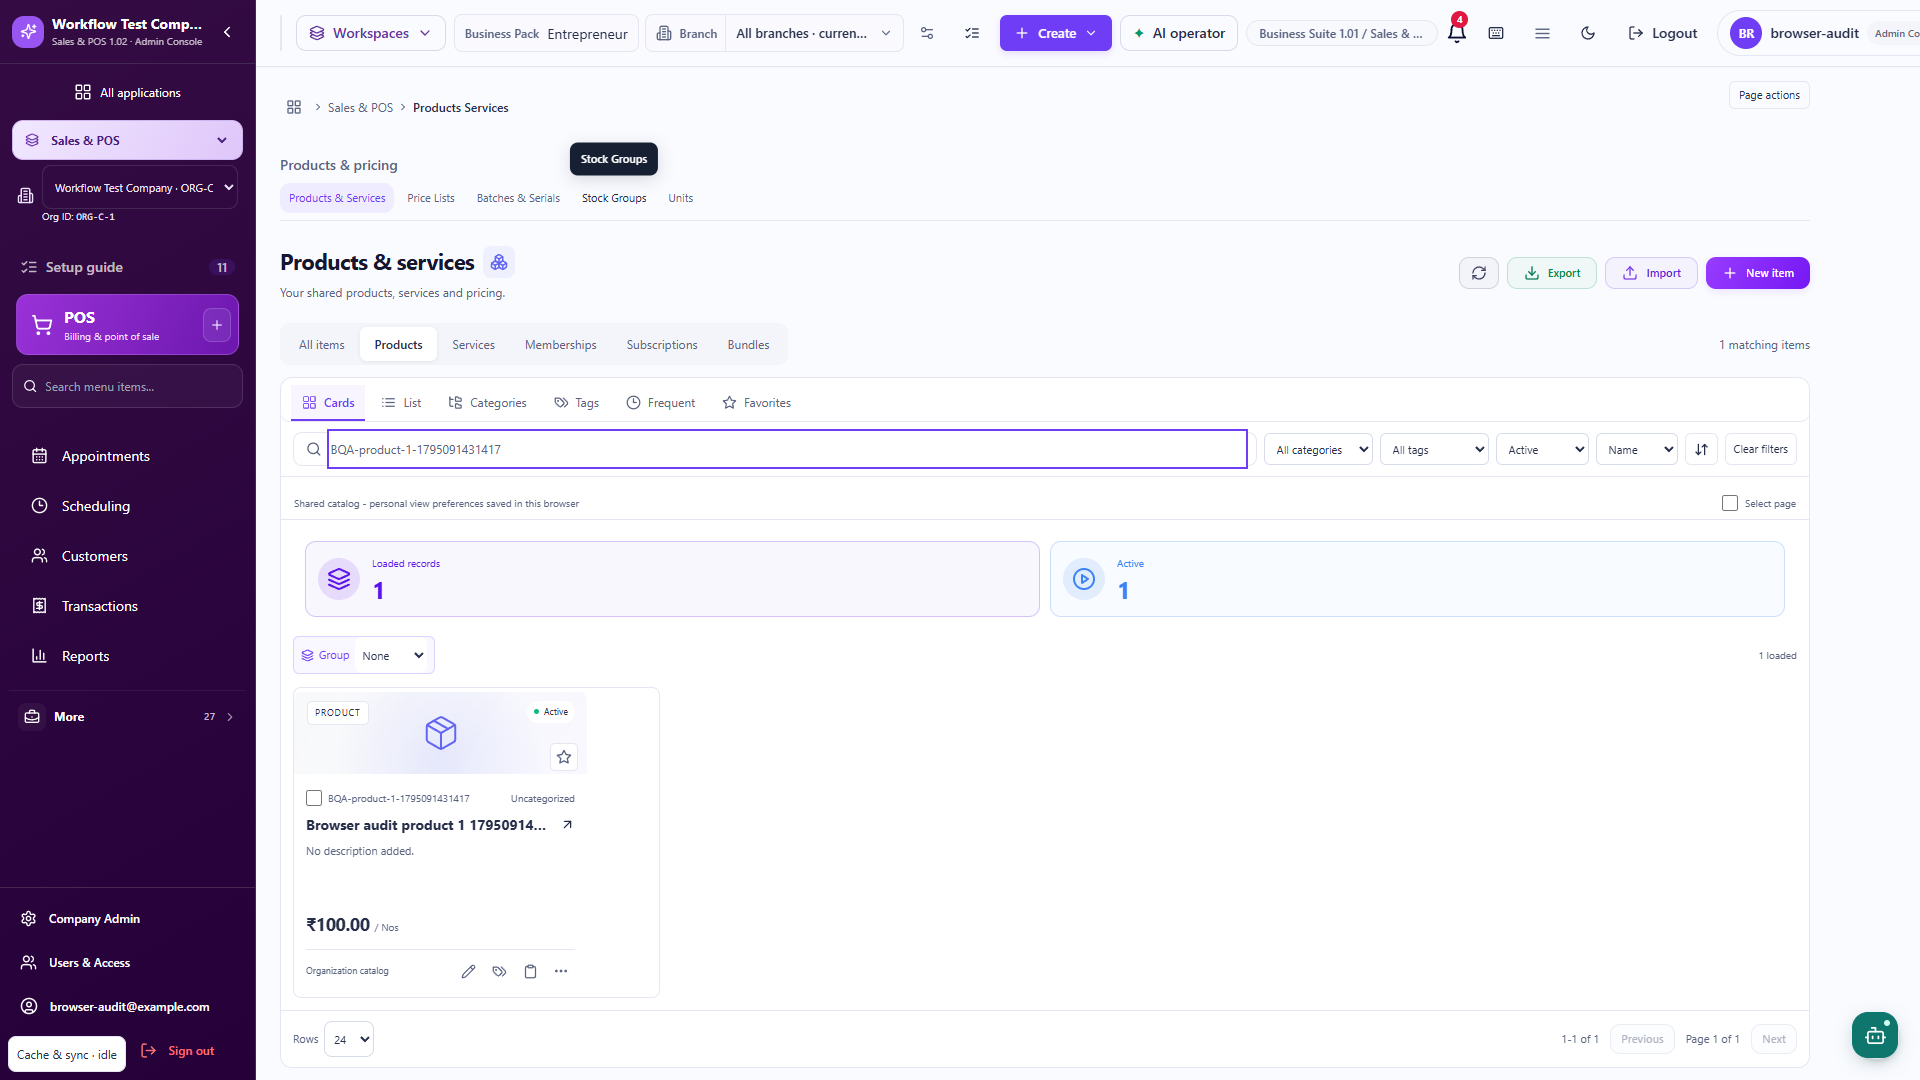 Workflow Test Comp...
Sales & POS 1.02 · Admin Console
All applications
Sales & POS
Workflow Test Company · ORG-C
Org ID: ORG-C-1
Setup guide 11
POS
Billing & point of sale
Search menu items...
Appointments
Scheduling
Customers
Transactions
Reports
More 27
Company Admin
Users & Access
browser-audit@example.com
Cache & sync · idle
Sign out
Workspaces
Business Pack Entrepreneur
Branch All branches · curren...
Create
AI operator
Business Suite 1.01 / Sales & ...
4
Logout
BR browser-audit Admin Co
Sales & POS Products Services
Page actions
Products & pricing
Stock Groups
Products & Services Price Lists Batches & Serials Stock Groups Units
Products & services
Your shared products, services and pricing.
Export Import New item
All items Products Services Memberships Subscriptions Bundles
1 matching items
Cards List Categories Tags Frequent Favorites
BQA-product-1-1795091431417
All categories All tags Active Name Clear filters
Shared catalog - personal view preferences saved in this browser
Select page
Loaded records
1
Active
1
Group None
1 loaded
PRODUCT Active
BQA-product-1-1795091431417 Uncategorized
Browser audit product 1 17950914...
No description added.
₹100.00 / Nos
Organization catalog
Rows 24
1-1 of 1 Previous Page 1 of 1 Next